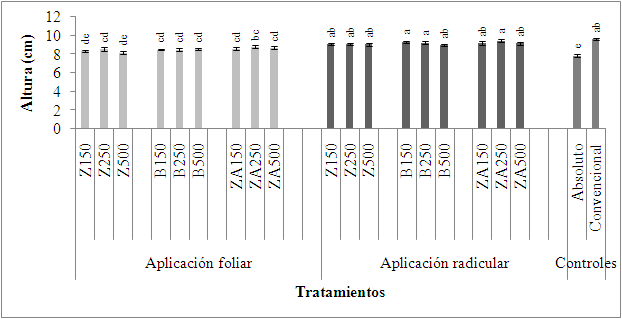 12
10
8
6
4
2
0
Altura (cm)
de
cd
de
cd
cd
cd
cd
bc
cd
ab
ab
ab
a
a
ab
ab
a
ab
e
ab
Z150
Z250
Z500
B150
B250
B500
ZA150
ZA250
ZA500
Z150
Z250
Z500
B150
B250
B500
ZA150
ZA250
ZA500
Absoluto
Convencional
Aplicación foliar
Aplicación radicular
Controles
Tratamientos